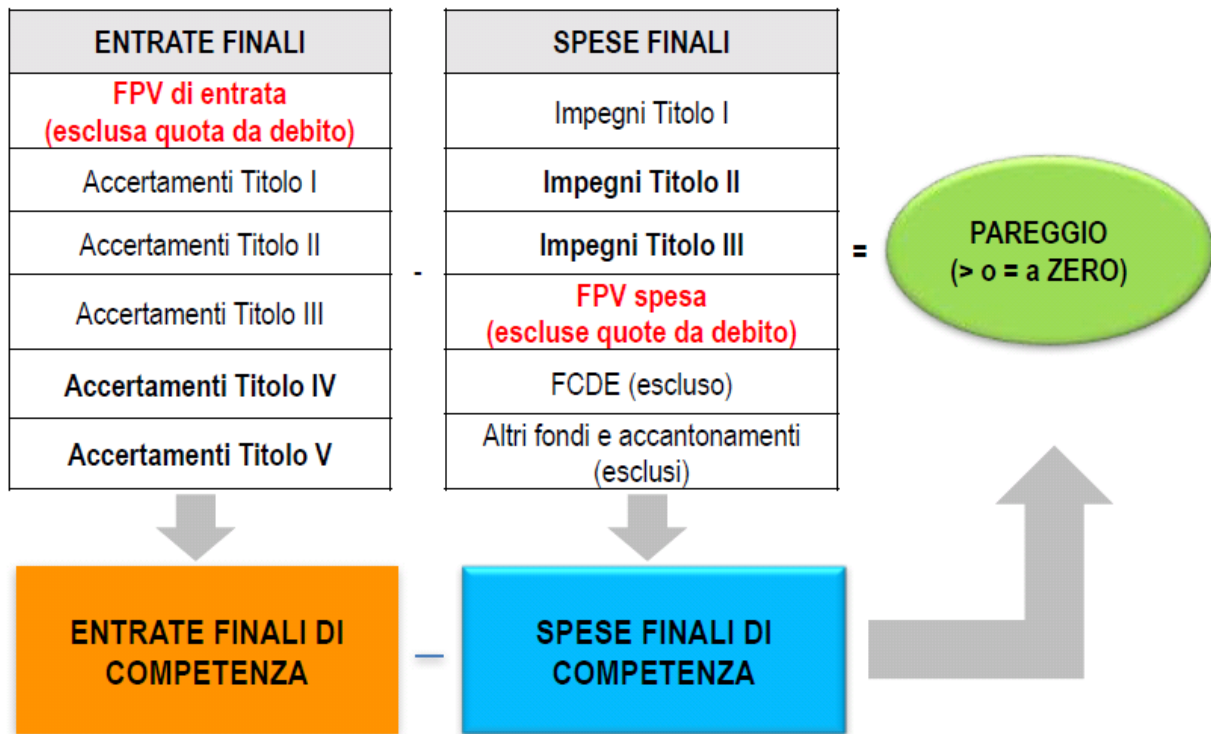 ENTRATE FINALI
FPV di entrata
(esclusa quota da debito)
Accertamenti Titolo I
Accertamenti Titolo II
Accertamenti Titolo III
Accertamenti Titolo IV
Accertamenti Titolo V
-
SPESE FINALI
Impegni Titolo I
Impegni Titolo II
Impegni Titolo III
FPV spesa
(escluse quote da debito)
FCDE (escluso)
Altri fondi e accantonamenti
(esclusi)
=
PAREGGIO
(> o = a ZERO)
ENTRATE FINALI DI
COMPETENZA
–
SPESE FINALI DI
COMPETENZA